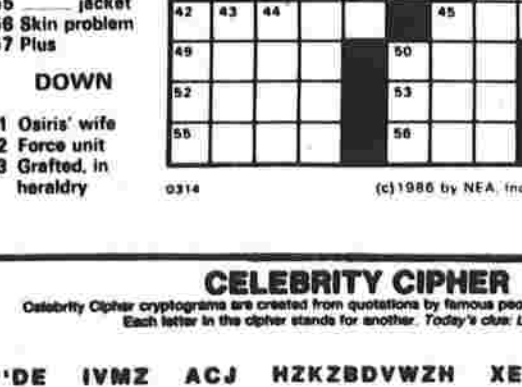 _____ jacket
56 Skin problem
57 Plus
DOWN
1 Osiris' wife
2 Force unit
3 Grafted, in
heraldry
42 43 44 45
49 50
52 53
55 56
0314 (c)1986 by NEA, Inc
CELEBRITY CIPHER
Celebrity Cipher cryptograms are created from quotations by famous
Each letter in the cipher stands for another. Today's clue: L
'DE IVMZ ACJ HZKZBDVWZH XE